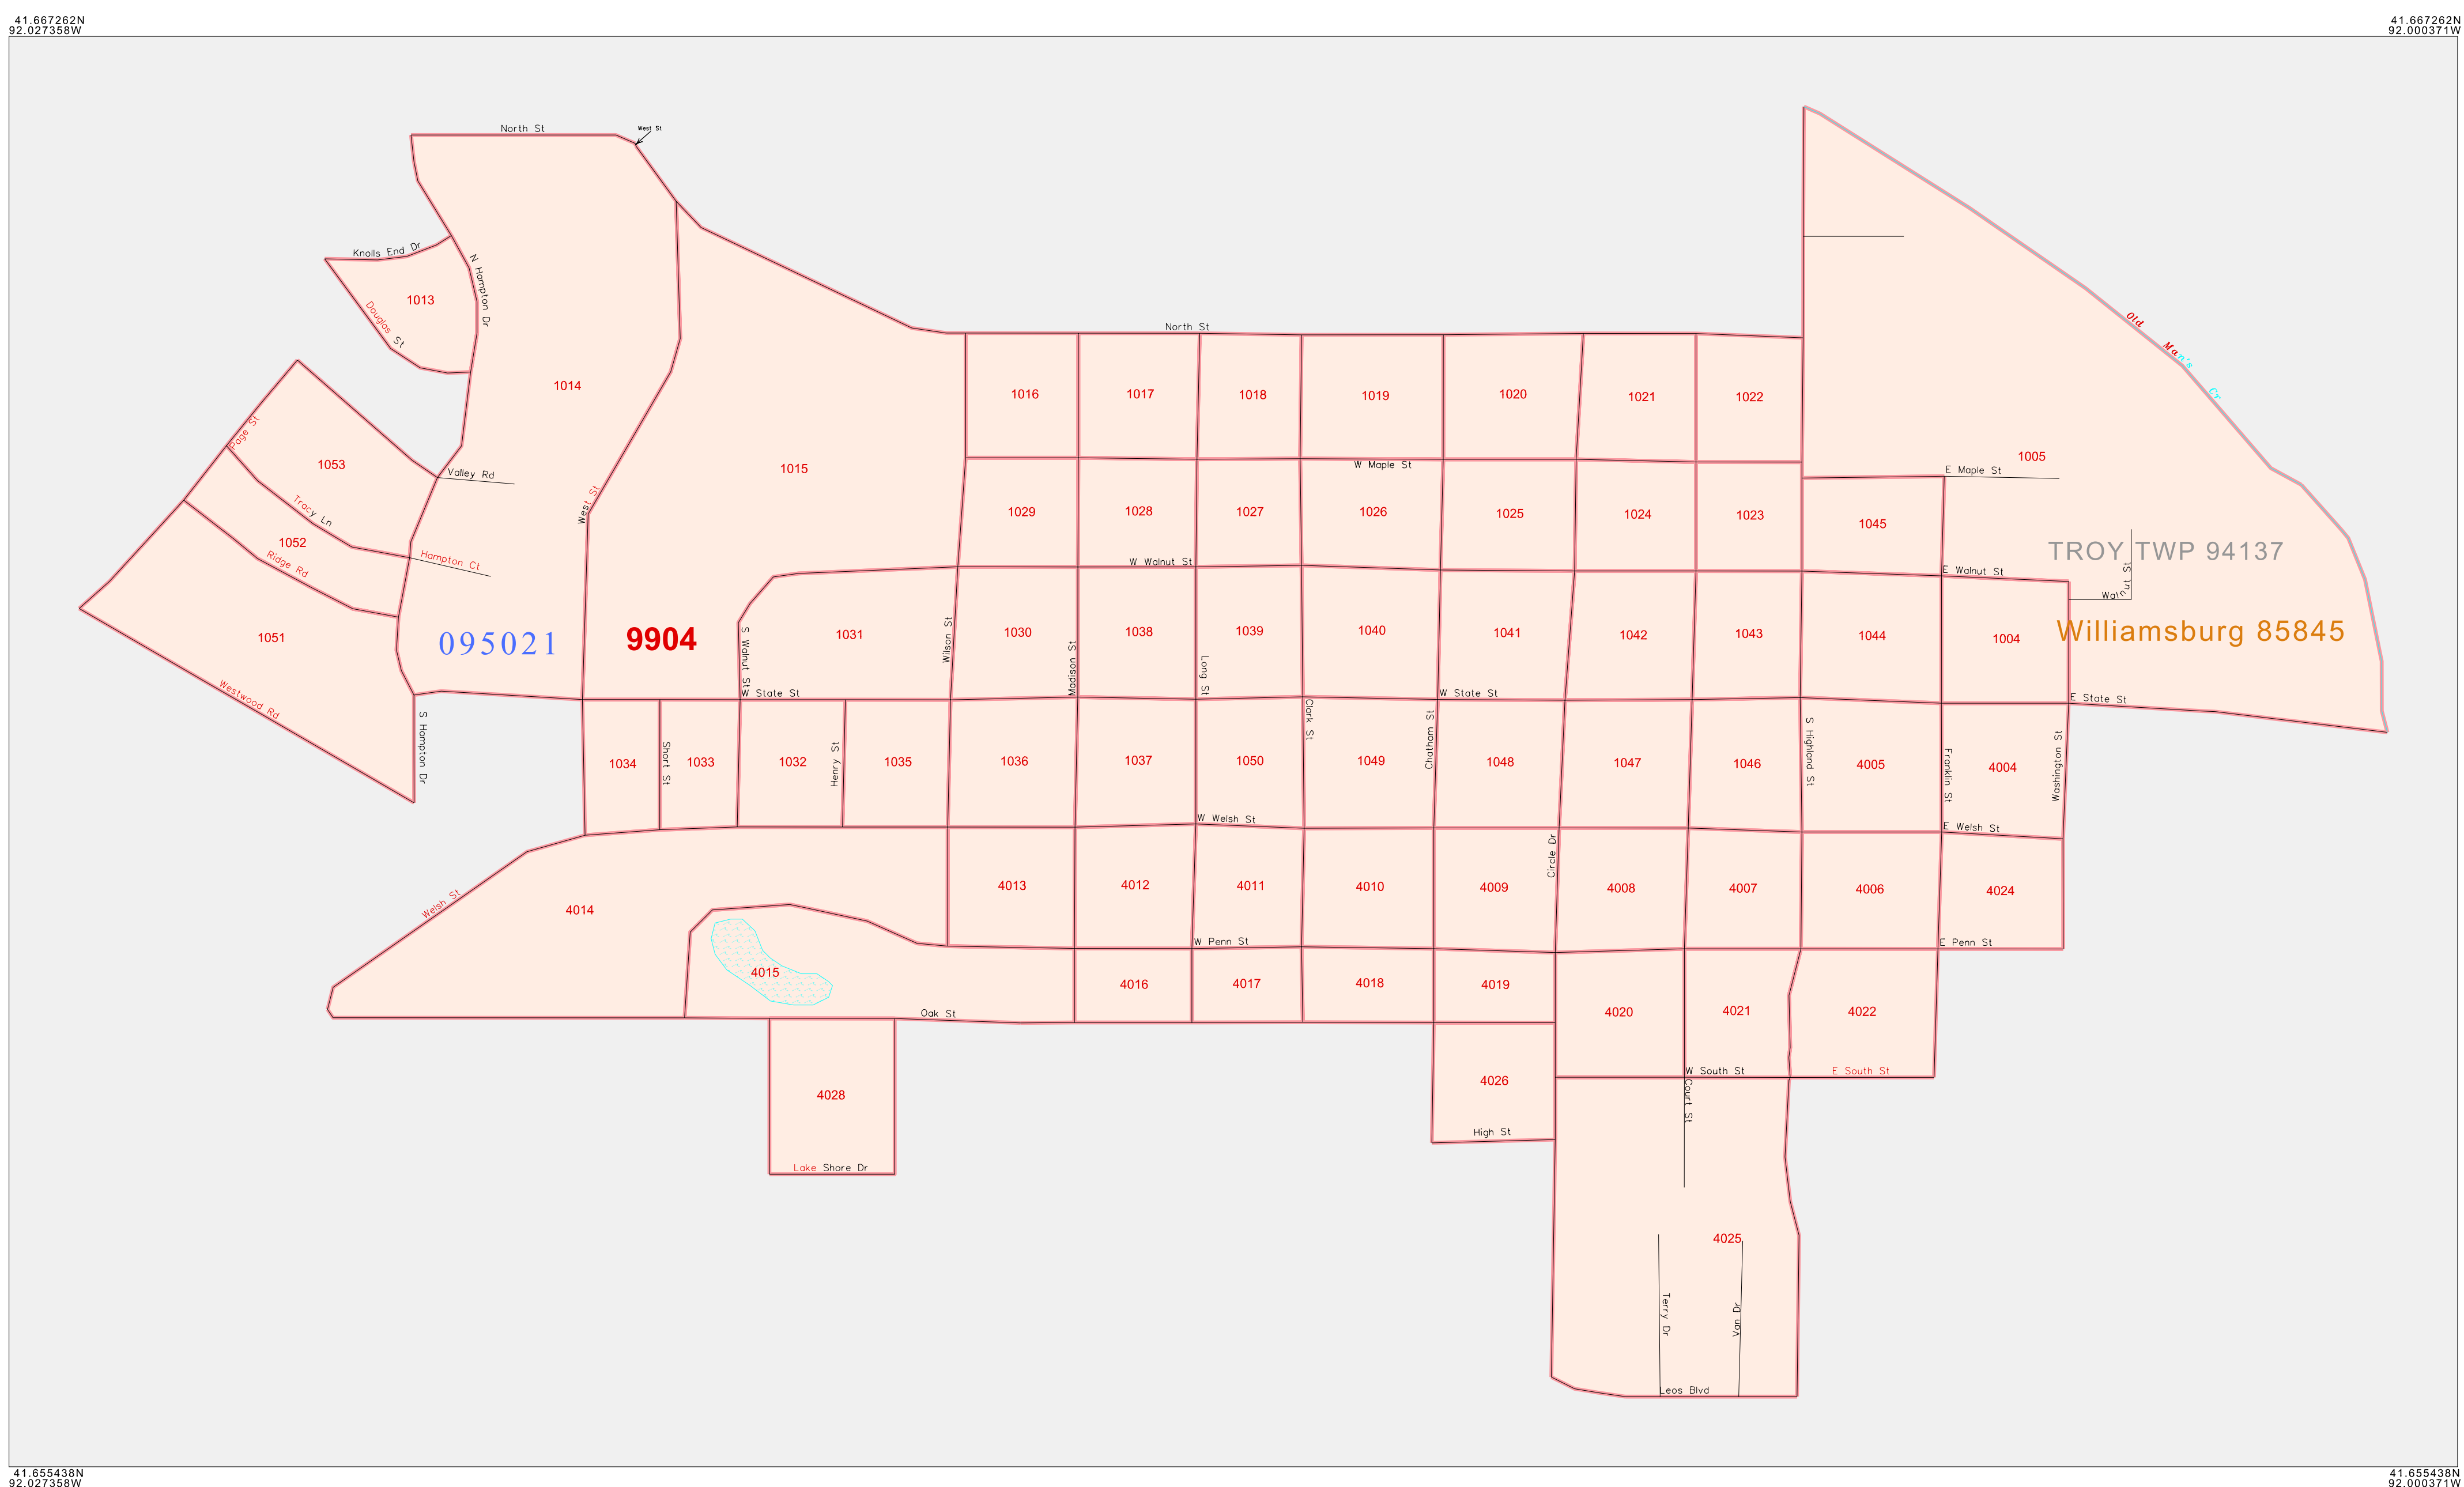 41.667262N
92.027358W
41.667262N
92.000371W
North St
West St
Knolls End Dr
N Hampton Dr
1013
Douglas St
Old Man's Cr
North St
1014
1016
1017
1018
1019
1020
1021
1022
Page St
1053
Valley Rd
1015
W Maple St
1005
E Maple St
West St
Tracy Ln
1029
1028
1027
1026
1025
1024
1023
1045
1052
Hampton Ct
Ridge Rd
W Walnut St
E Walnut St
TROY TWP 94137
Walnut St
1051
095021
9904
S Walnut St
1031
Wilson St
1030
Madison St
1038
Long St
1039
1040
1041
1042
1043
1044
1004
Williamsburg 85845
Westwood Rd
W State St
W State St
E State St
S Hampton Dr
1034
Short St
1033
1032
Henry St
1035
1036
1037
1050
Clark St
1049
Chatham St
1048
1047
1046
S Highland St
4005
Franklin St
4004
Washington St
W Welsh St
E Welsh St
Welsh St
4014
4013
4012
4011
4010
4009
Circle Dr
4008
4007
4006
4024
W Penn St
E Penn St
4015
4016
4017
4018
4019
4020
4021
4022
Oak St
W South St
E South St
4028
4026
Court St
High St
Lake Shore Dr
4025
Terry Dr
Van Dr
Leos Blvd
41.655438N
92.027358W
41.655438N
92.000371W